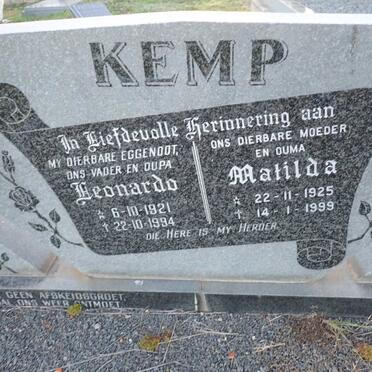 KEMP
In Liefdevolle Herinnering aan
MY DIERBARE EGGENOOT,
ONS VADER EN OUPA
Leonardo
☆ 6-10-1921
† 22-10-1994
ONS DIERBARE MOEDER
EN OUMA
Matilda
☆ 22-11-1925
† 14-1-1999
DIE HERE IS MY HERDER.
GEEN AFSKEIDSGROET,
SAL ONS WEER ONTMOET.